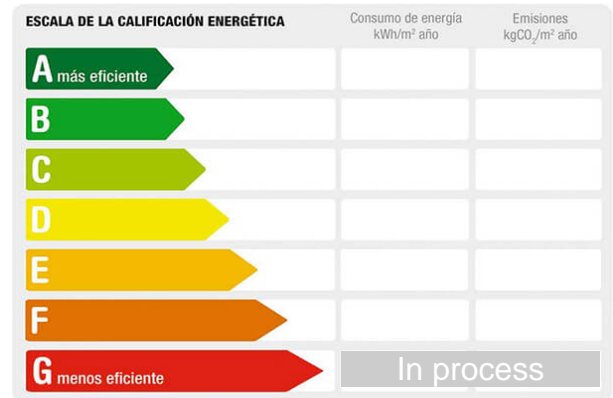 ESCALA DE LA CALIFICACIÓN ENERGÉTICA
Consumo de energía
kWh/m² año
Emisiones
kgCO₂/m² año
A más eficiente
B
C
D
E
F
G menos eficiente
In process